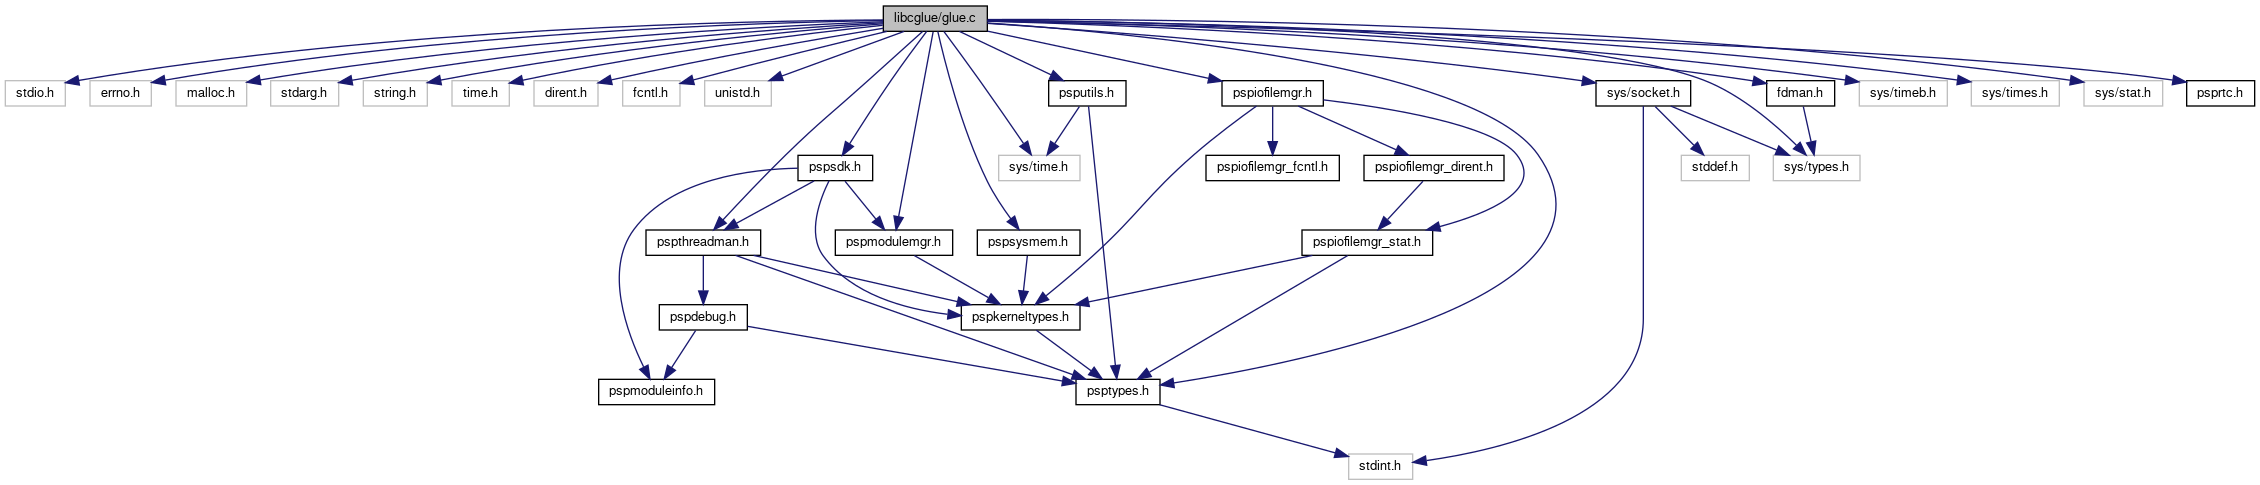 libcglue/glue.c
stdio.h
errno.h
malloc.h
stdarg.h
string.h
time.h
dirent.h
fcntl.h
unistd.h
psputils.h
pspiofilemgr.h
sys/socket.h
fdman.h
sys/timeb.h
sys/times.h
sys/stat.h
psprtc.h
pspsdk.h
sys/time.h
pspiofilemgr_fcntl.h
pspiofilemgr_dirent.h
stddef.h
sys/types.h
pspthreadman.h
pspmodulemgr.h
pspsysmem.h
pspiofilemgr_stat.h
pspdebug.h
pspkerneltypes.h
pspmoduleinfo.h
psptypes.h
stdint.h